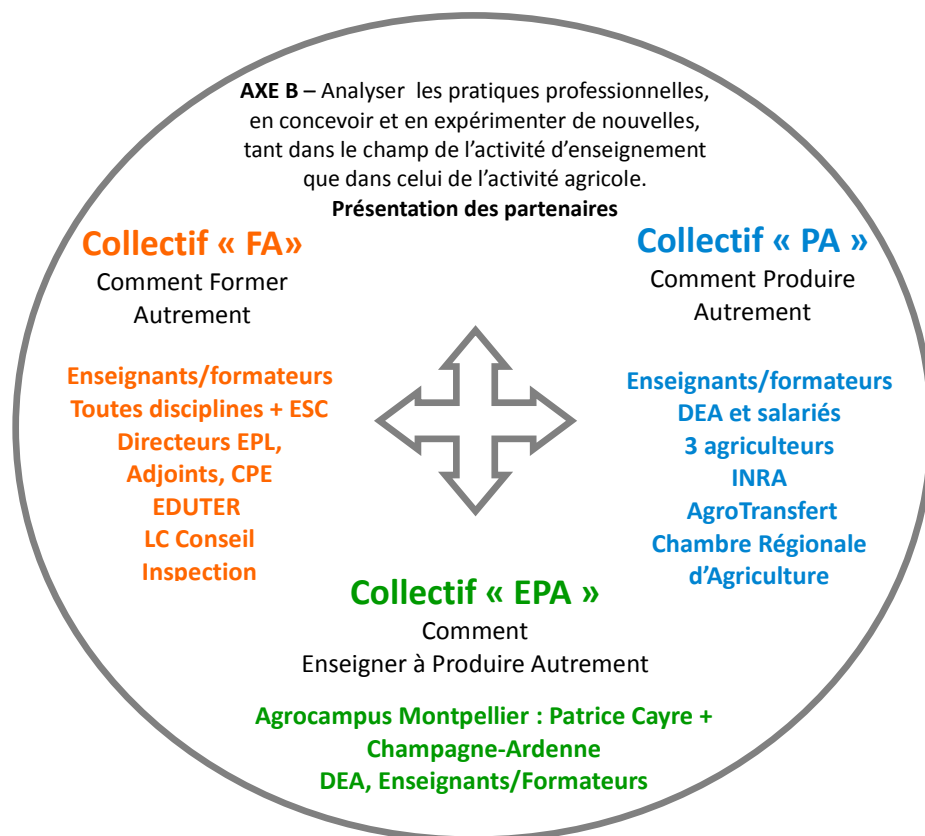 AXE B – Analyser les pratiques professionnelles,
en concevoir et en expérimenter de nouvelles,
tant dans le champ de l'activité d'enseignement
que dans celui de l'activité agricole.
Présentation des partenaires
Collectif « FA»
Comment Former
Autrement
Enseignants/formateurs
Toutes disciplines + ESC
Directeurs EPL,
Adjoints, CPE
EDUTER
LC Conseil
Inspection
Collectif « PA »
Comment Produire
Autrement
Enseignants/formateurs
DEA et salariés
3 agriculteurs
INRA
AgroTransfert
Chambre Régionale
d'Agriculture
Collectif « EPA »
Comment
Enseigner à Produire Autrement
Agrocampus Montpellier : Patrice Cayre +
Champagne-Ardenne
DEA, Enseignants/Formateurs